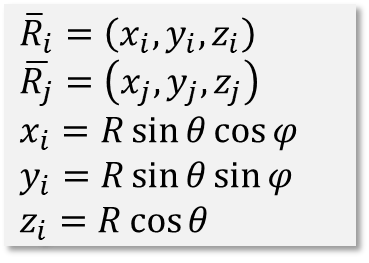 R̅ᵢ = (xᵢ, yᵢ, zᵢ)
R̅ⱼ = (xⱼ, yⱼ, zⱼ)
xᵢ = R sin θ cos φ
yᵢ = R sin θ sin φ
zᵢ = R cos θ